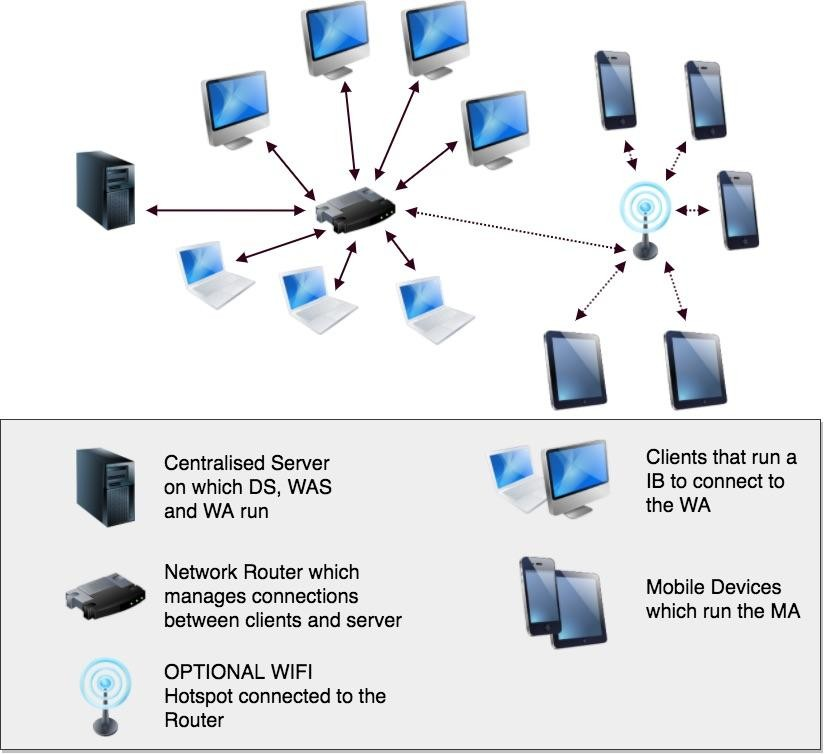 Centralised Server
on which DS, WAS
and WA run
Clients that run a
IB to connect to
the WA
Network Router which
manages connections
between clients and server
Mobile Devices
which run the MA
OPTIONAL WIFI
Hotspot connected to the
Router